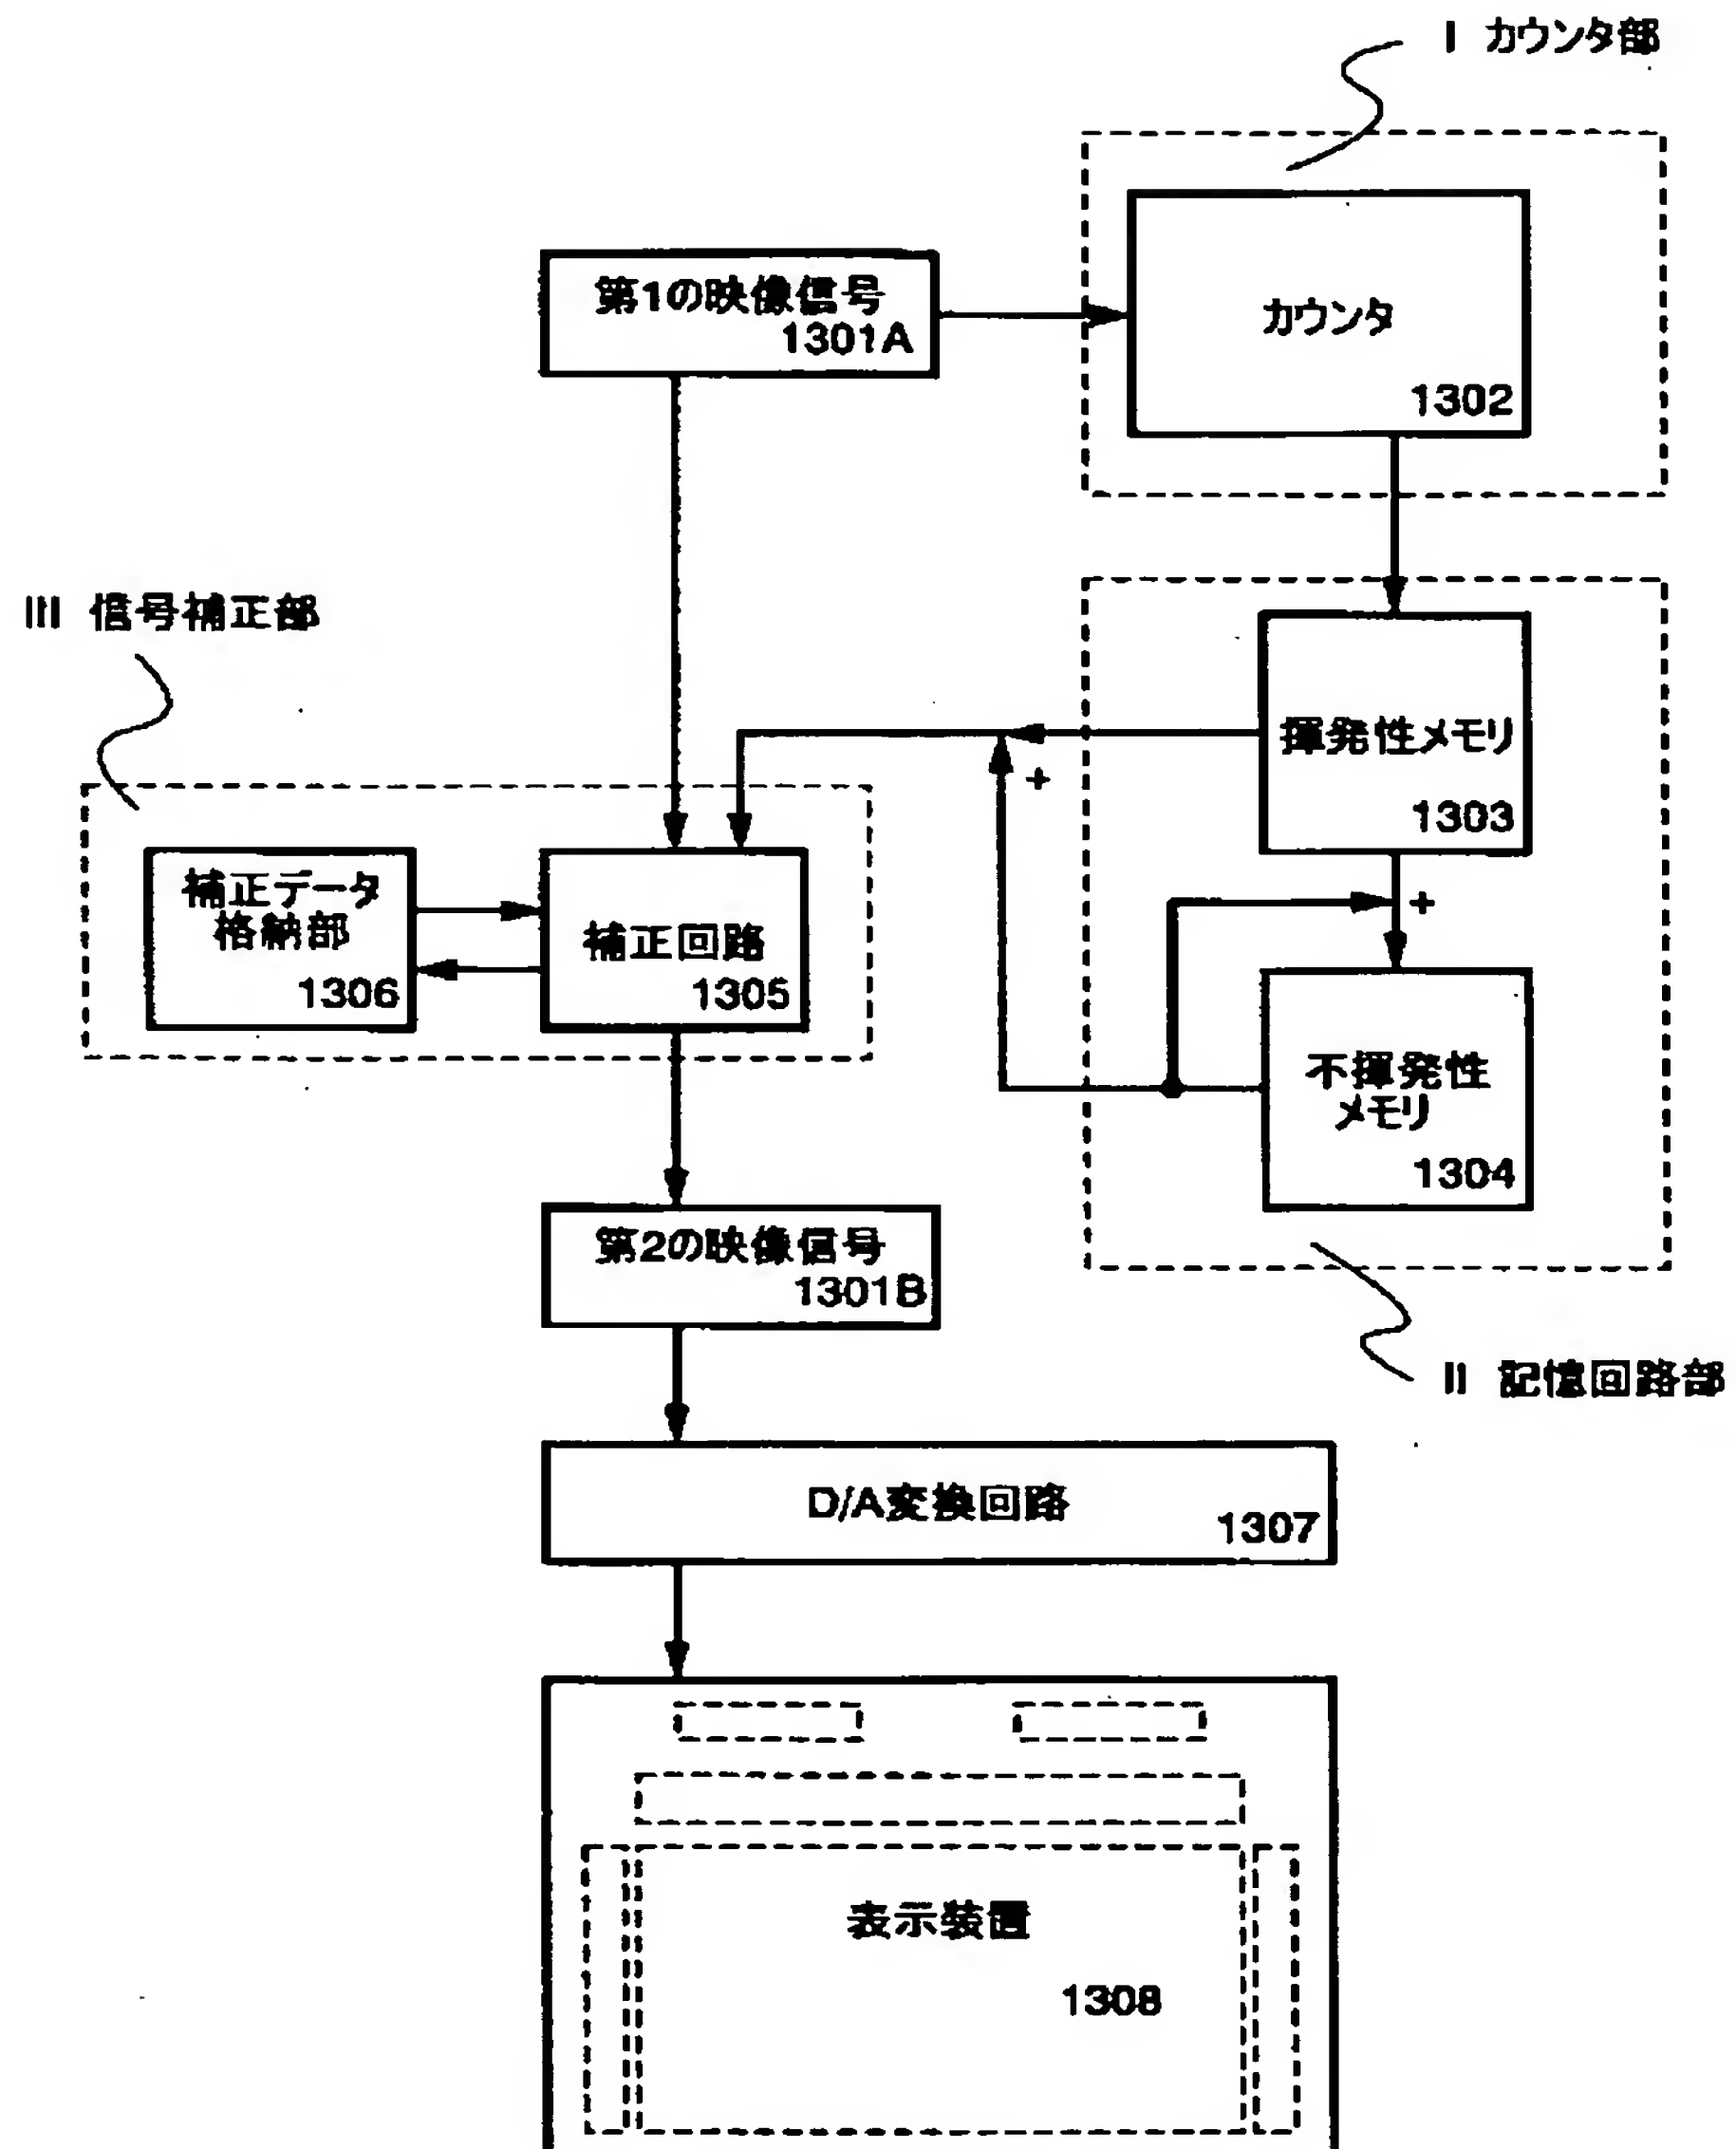 I カウンタ部
第1の映像信号
1301A
カウンタ
1302
III 信号補正部
揮発性メモリ
1303
+
補正データ
格納部
1306
補正回路
1305
+
不揮発性
メモリ
1304
第2の映像信号
1301B
II 記憶回路部
D/A変換回路
1307
表示装置
1308